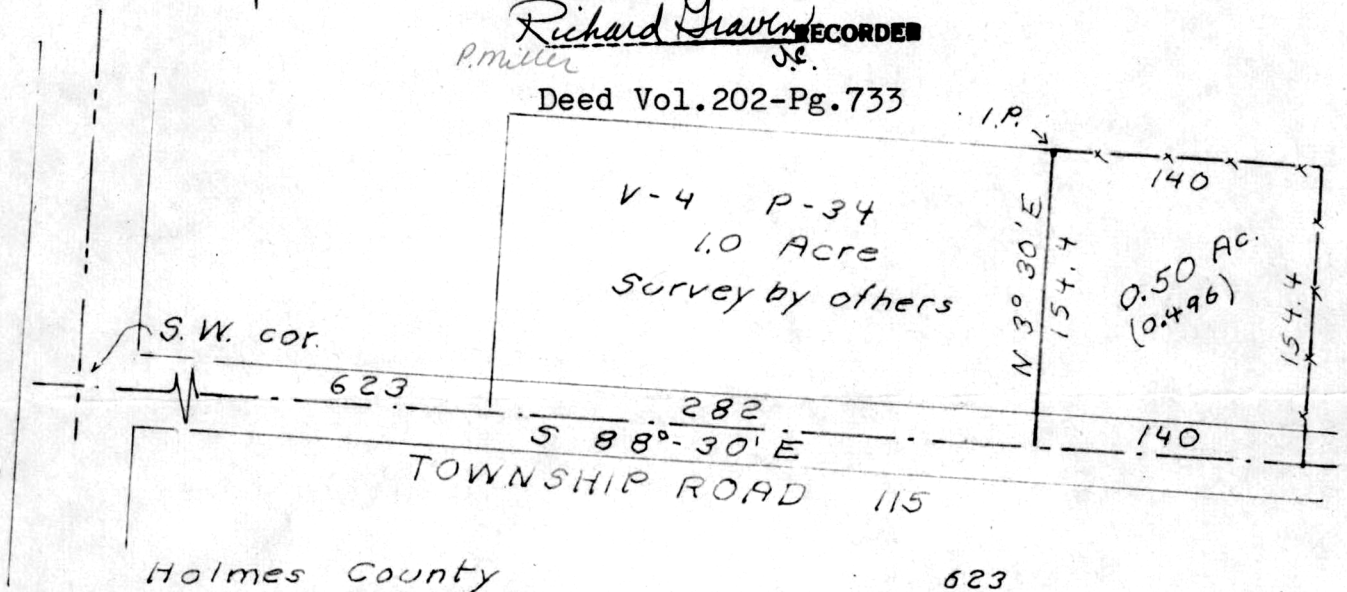 Richard Graven RECORDER
P. Miller
J.C.
Deed Vol.202-Pg.733
I.P.
140
V-4 P-34
1.0 Acre
Survey by others
N 3° 30' E
154.4
0.50 Ac.
(0.496)
154.4
S.W. cor.
623
282
S 88°-30' E
140
TOWNSHIP ROAD 115
Holmes County
623